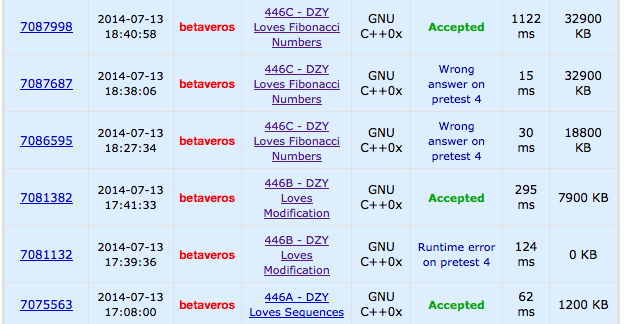 7087998 2014-07-13 18:40:58 betaveros 446C - DZY Loves Fibonacci Numbers GNU C++0x Accepted 1122 ms 32900 KB
7087687 2014-07-13 18:38:06 betaveros 446C - DZY Loves Fibonacci Numbers GNU C++0x Wrong answer on pretest 4 15 ms 32900 KB
7086595 2014-07-13 18:27:34 betaveros 446C - DZY Loves Fibonacci Numbers GNU C++0x Wrong answer on pretest 4 30 ms 18800 KB
7081382 2014-07-13 17:41:33 betaveros 446B - DZY Loves Modification GNU C++0x Accepted 295 ms 7900 KB
7081132 2014-07-13 17:39:36 betaveros 446B - DZY Loves Modification GNU C++0x Runtime error on pretest 4 124 ms 0 KB
7075563 2014-07-13 17:08:00 betaveros 446A - DZY Loves Sequences GNU C++0x Accepted 62 ms 1200 KB